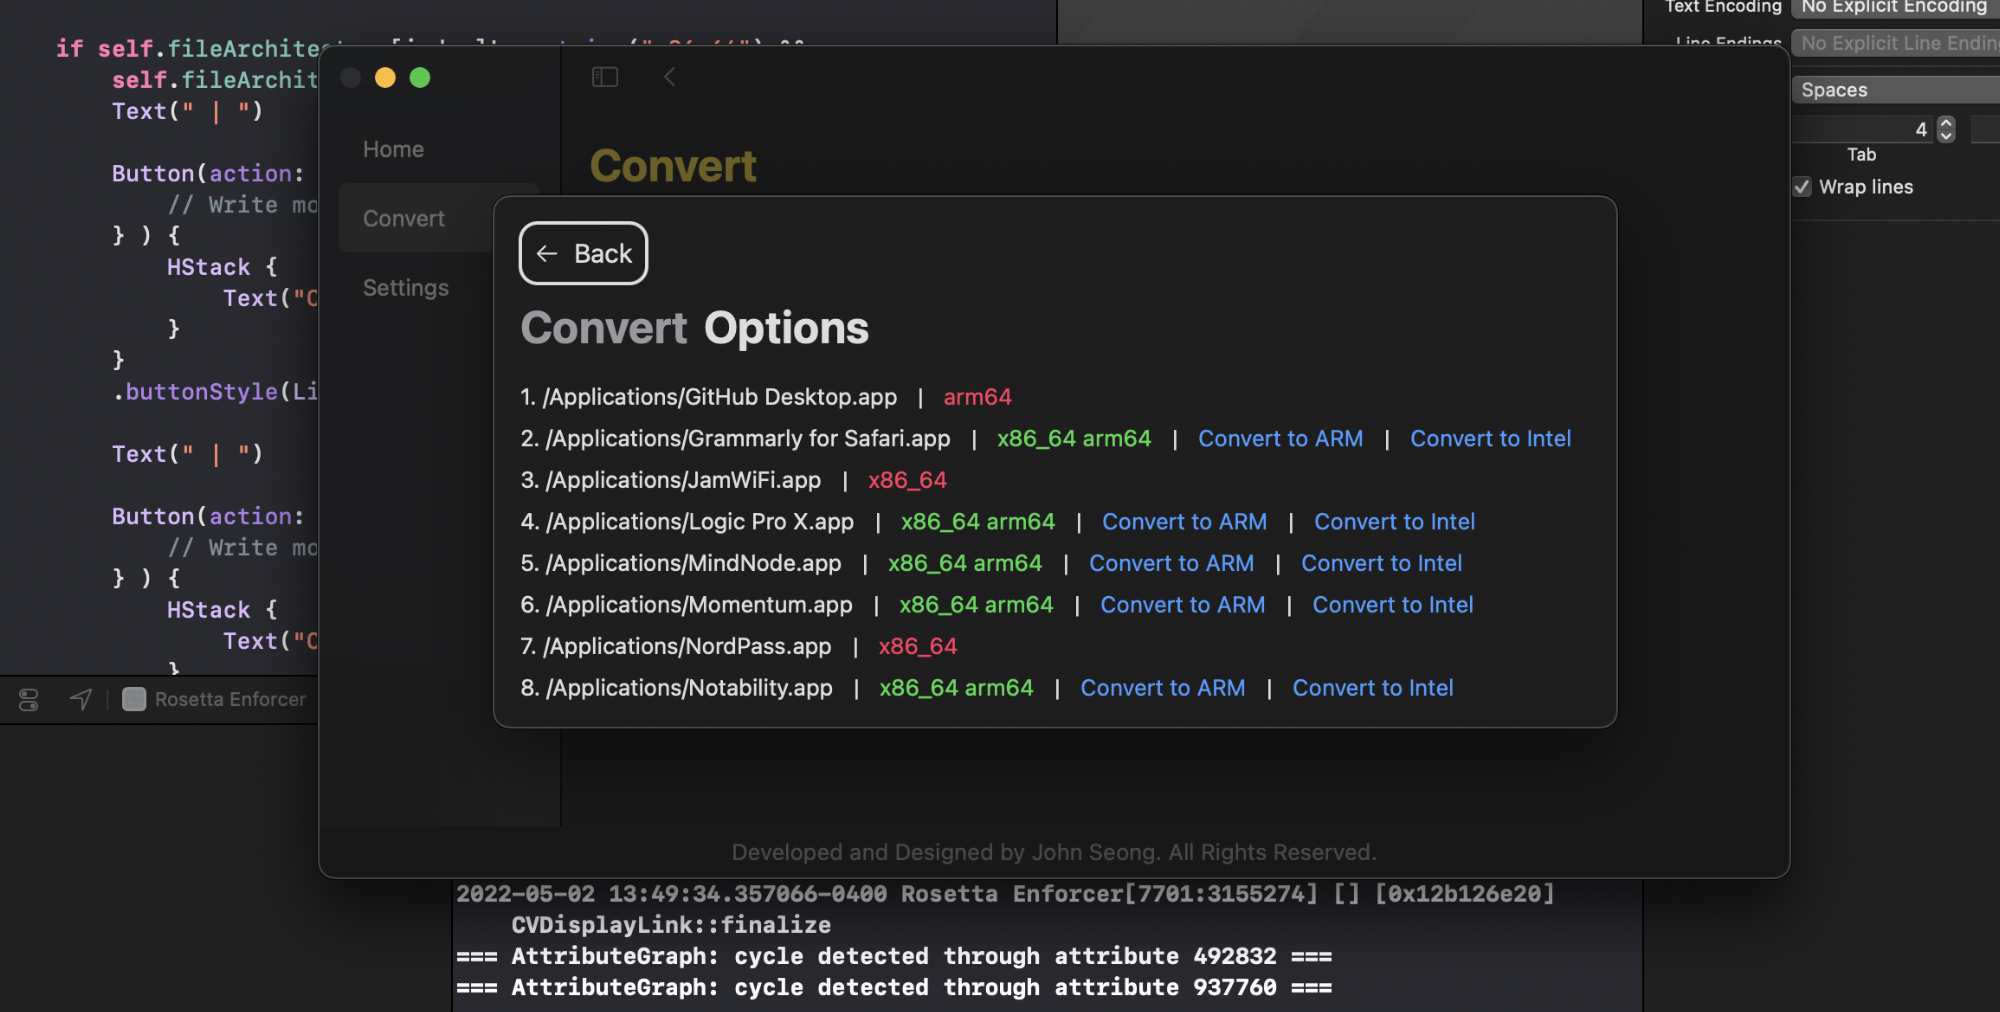 if self.fileArchit
self.fileArchit
Text(" | ")
Button(action:
// Write mo
} ) {
HStack {
Text("C
}
}
.buttonStyle(Li
Text(" | ")
Button(action:
// Write mo
} ) {
HStack {
Text("C
}
Rosetta Enforcer
Home
Convert
Settings
Convert
← Back
Convert Options
1. /Applications/GitHub Desktop.app | arm64
2. /Applications/Grammarly for Safari.app | x86_64 arm64 | Convert to ARM | Convert to Intel
3. /Applications/JamWiFi.app | x86_64
4. /Applications/Logic Pro X.app | x86_64 arm64 | Convert to ARM | Convert to Intel
5. /Applications/MindNode.app | x86_64 arm64 | Convert to ARM | Convert to Intel
6. /Applications/Momentum.app | x86_64 arm64 | Convert to ARM | Convert to Intel
7. /Applications/NordPass.app | x86_64
8. /Applications/Notability.app | x86_64 arm64 | Convert to ARM | Convert to Intel
Developed and Designed by John Seong. All Rights Reserved.
2022-05-02 13:49:34.357066-0400 Rosetta Enforcer[7701:3155274] [] [0x12b126e20]
CVDisplayLink::finalize
=== AttributeGraph: cycle detected through attribute 492832 ===
=== AttributeGraph: cycle detected through attribute 937760 ===
Text Encoding No Explicit Encoding
Line Endings No Explicit Line Ending
Spaces
4
Tab
Wrap lines